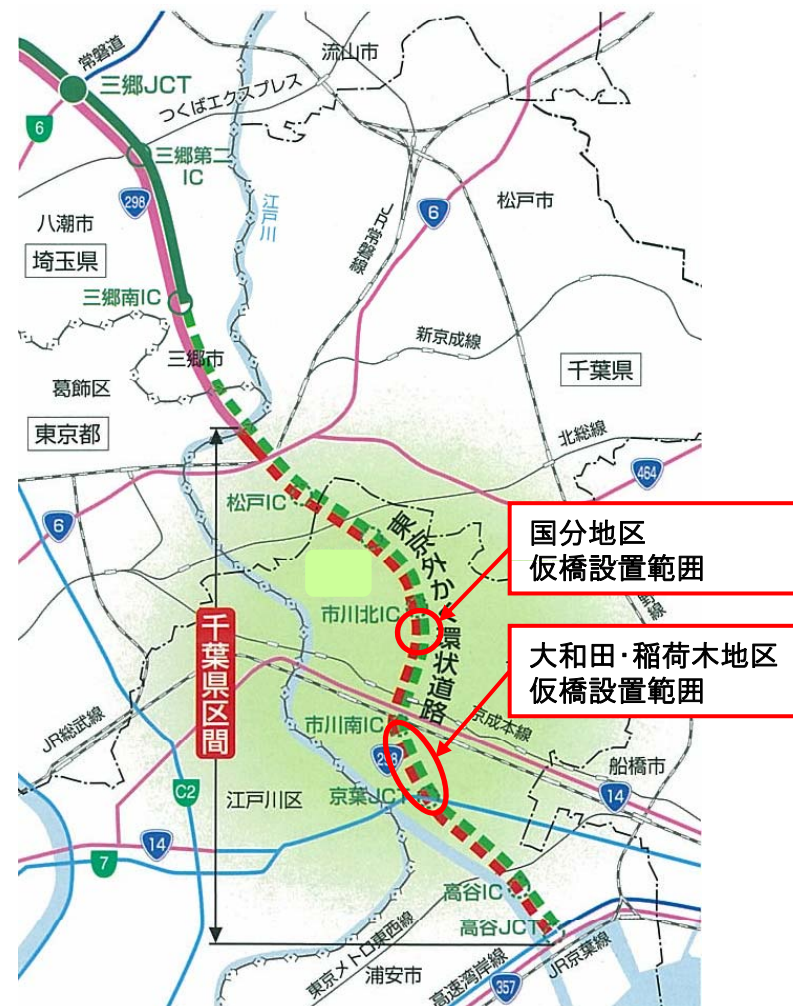 常磐道
流山市
三郷JCT
つくばエクスプレス
6
三郷第二
IC
298
江戸川
JR常磐線
6
松戸市
八潮市
埼玉県
三郷南IC
新京成線
三郷市
千葉県
葛飾区
東京都
北総線
464
松戸IC
6
東京外かく環状道路
国分地区
仮橋設置範囲
市川北IC
野
線
千葉県区間
大和田・稲荷木地区
仮橋設置範囲
市川南IC
京成本線
JR総武線
298
船橋市
C2
江戸川区
京葉JCT
14
14
7
高谷IC
高谷JCT
東京メトロ東西線
浦安市
高速湾岸線
357
JR京葉線